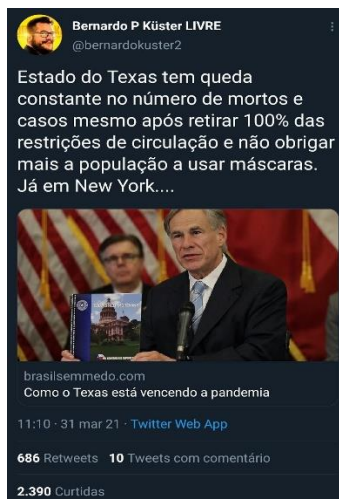 Bernardo P Küster LIVRE
@bernardokuster2
Estado do Texas tem queda
constante no número de mortos e
casos mesmo após retirar 100% das
restrições de circulação e não obrigar
mais a população a usar máscaras.
Já em New York....
brasilsemmedo.com
Como o Texas está vencendo a pandemia
11:10 · 31 mar 21 · Twitter Web App
686 Retweets 10 Tweets com comentário
2.390 Curtidas